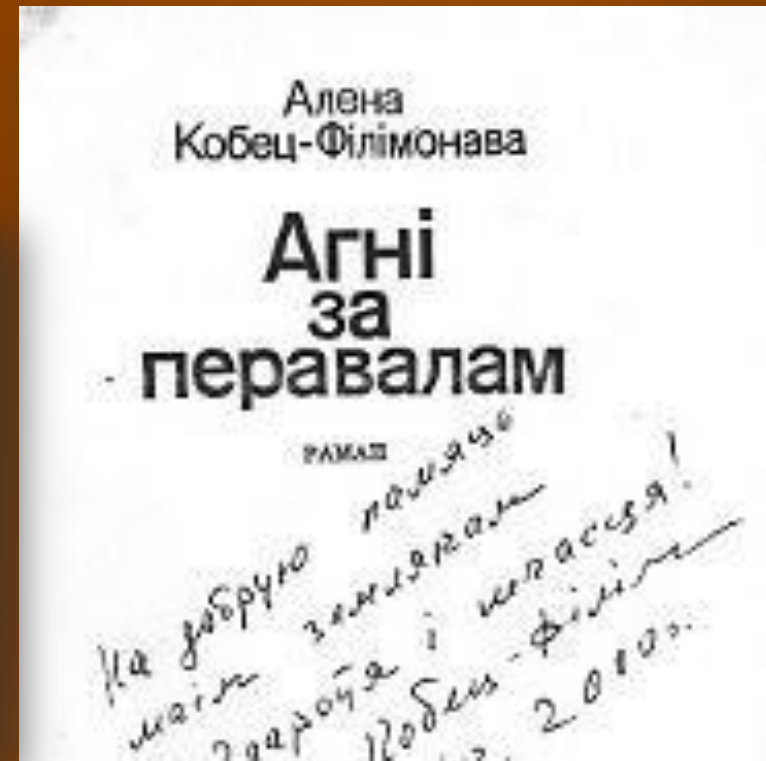 Алена
Кобец-Філімонава
Агні
за
перавалам
РАМАН
На добрую памяць
маім землякам
Здароўя і шчасця!
Кобец-Філім
2010г.